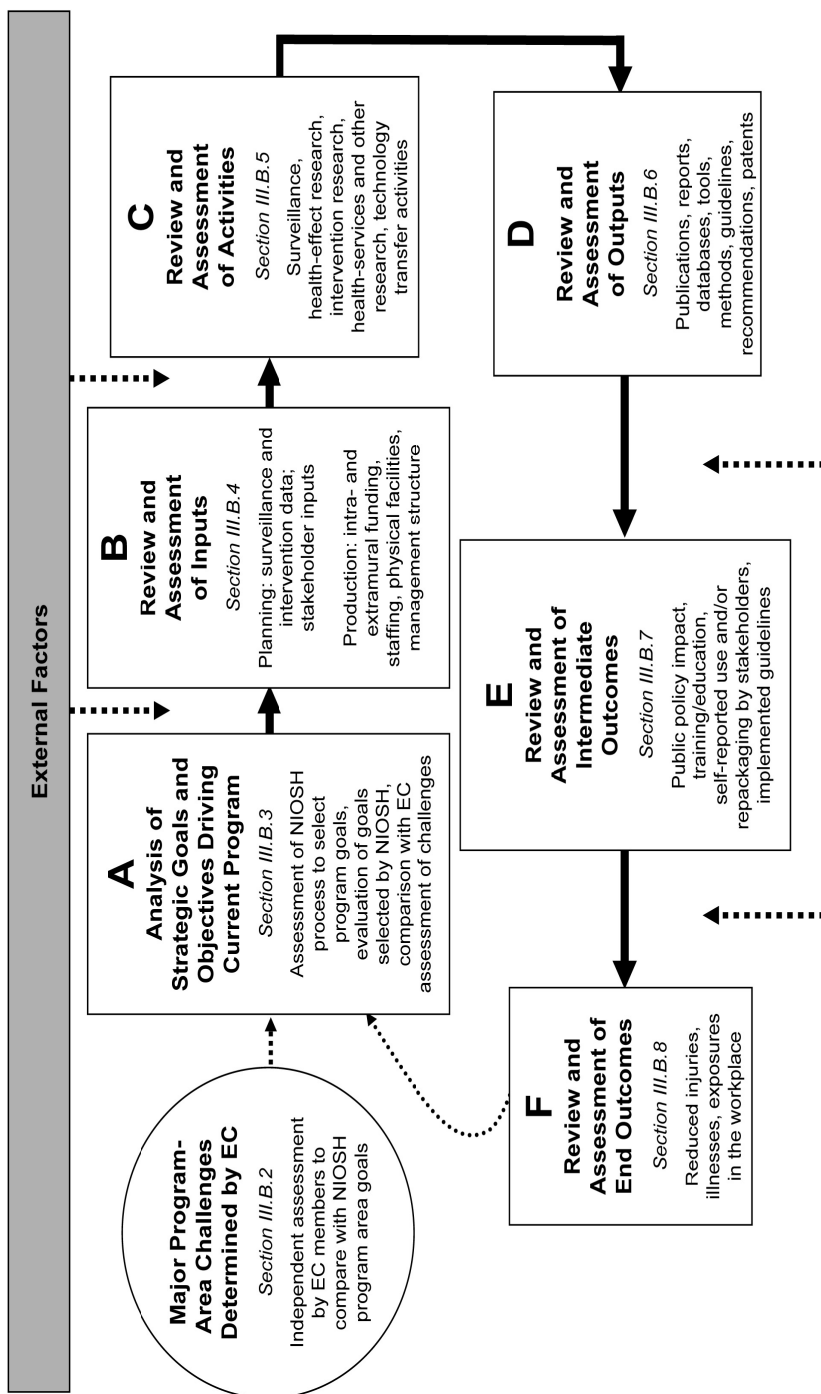 External Factors
Major Program-
Area Challenges
Determined by EC
Section III.B.2
Independent assessment
by EC members to
compare with NIOSH
program area goals
A
Analysis of
Strategic Goals and
Objectives Driving
Current Program
Section III.B.3
Assessment of NIOSH
process to select
program goals,
evaluation of goals
selected by NIOSH,
comparison with EC
assessment of challenges
B
Review and
Assessment
of Inputs
Section III.B.4
Planning: surveillance and
intervention data;
stakeholder inputs
Production: intra- and
extramural funding,
staffing, physical facilities,
management structure
C
Review and
Assessment
of Activities
Section III.B.5
Surveillance,
health-effect research,
intervention research,
health-services and other
research, technology
transfer activities
D
Review and
Assessment
of Outputs
Section III.B.6
Publications, reports,
databases, tools,
methods, guidelines,
recommendations, patents
E
Review and
Assessment of
Intermediate
Outcomes
Section III.B.7
Public policy impact,
training/education,
self-reported use and/or
repackaging by stakeholders,
implemented guidelines
F
Review and
Assessment of
End Outcomes
Section III.B.8
Reduced injuries,
illnesses, exposures
in the workplace